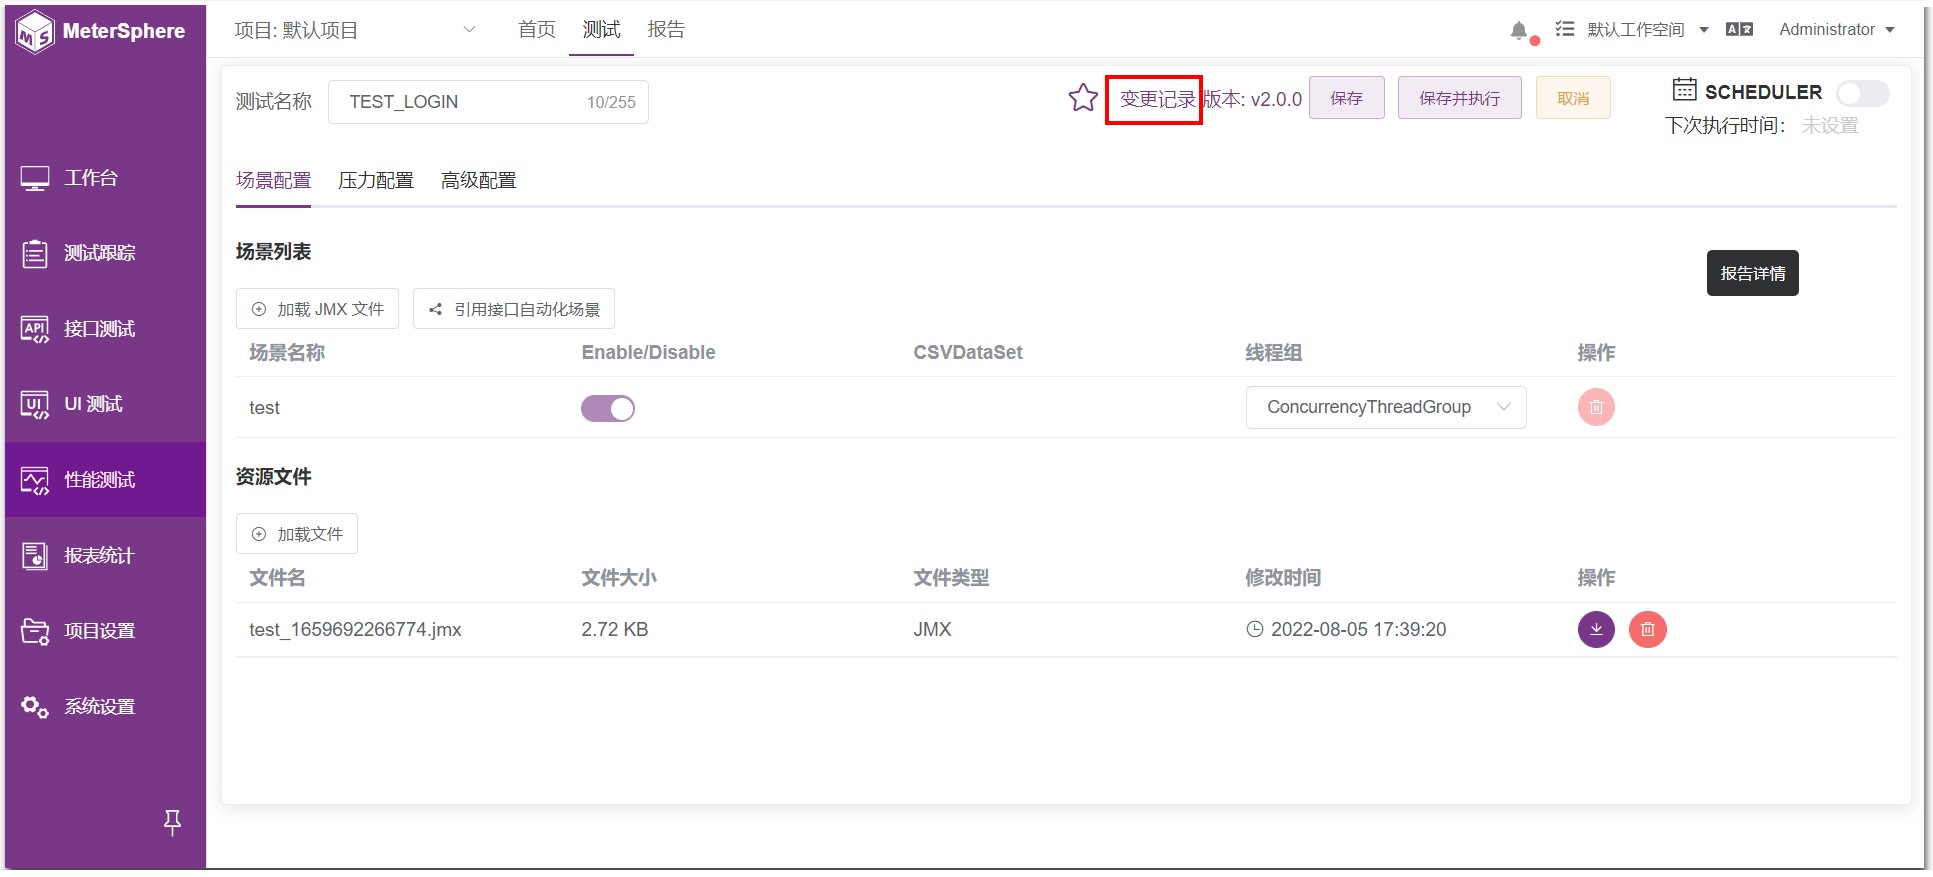 MeterSphere
项目: 默认项目
首页 测试 报告
默认工作空间
Administrator
测试名称 TEST_LOGIN 10/255
变更记录 版本: v2.0.0 保存 保存并执行 取消
SCHEDULER
下次执行时间： 未设置
工作台
测试跟踪
接口测试
UI 测试
性能测试
报表统计
项目设置
系统设置
场景配置 压力配置 高级配置
场景列表
报告详情
加载 JMX 文件 引用接口自动化场景
场景名称 Enable/Disable CSVDataSet 线程组 操作
test ConcurrencyThreadGroup
资源文件
加载文件
文件名 文件大小 文件类型 修改时间 操作
test_1659692266774.jmx 2.72 KB JMX 2022-08-05 17:39:20